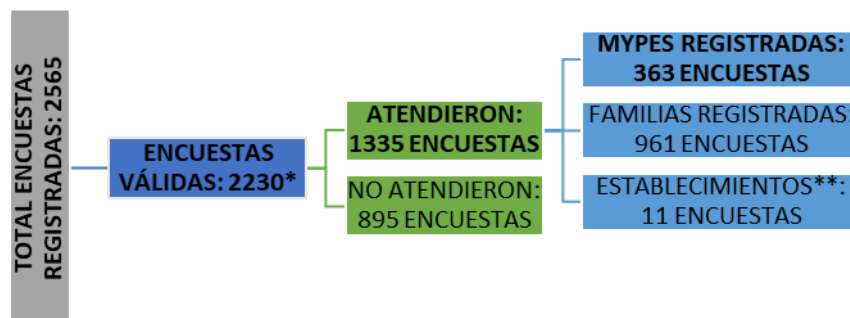 TOTAL ENCUESTAS
REGISTRADAS: 2565
ENCUESTAS
VÁLIDAS: 2230*
ATENDIERON:
1335 ENCUESTAS
NO ATENDIERON:
895 ENCUESTAS
MYPES REGISTRADAS:
363 ENCUESTAS
FAMILIAS REGISTRADAS:
961 ENCUESTAS
ESTABLECIMIENTOS**:
11 ENCUESTAS